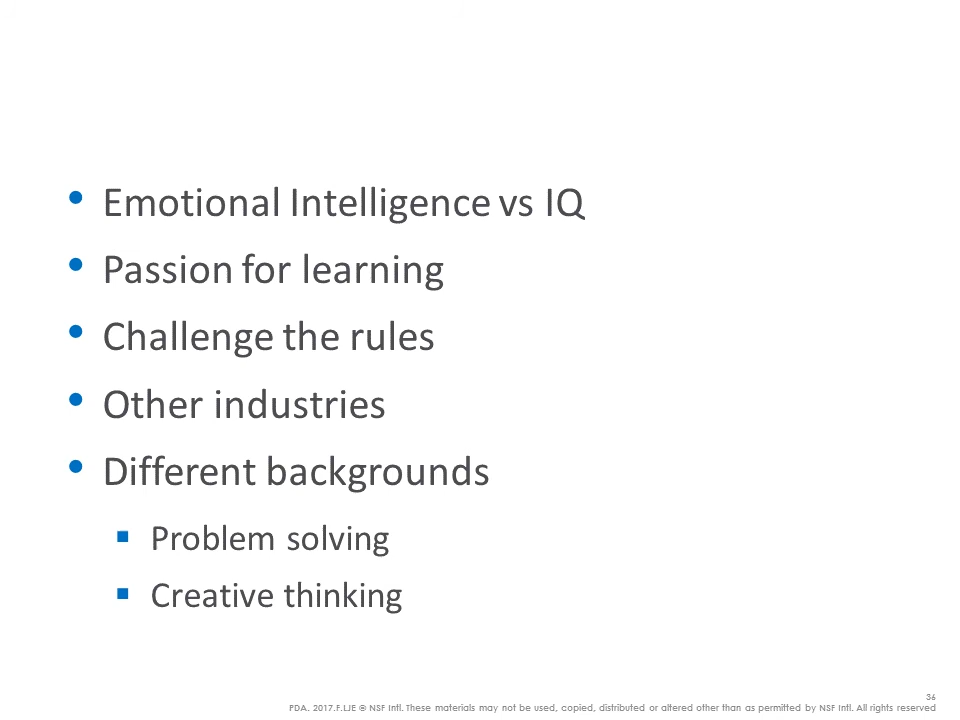 • Emotional Intelligence vs IQ
• Passion for learning
• Challenge the rules
• Other industries
• Different backgrounds
▪ Problem solving
▪ Creative thinking
36
PDA. 2017.F.LJE ® NSF Intl. These materials may not be used, copied, distributed or altered other than as permitted by NSF Intl. All rights reserved